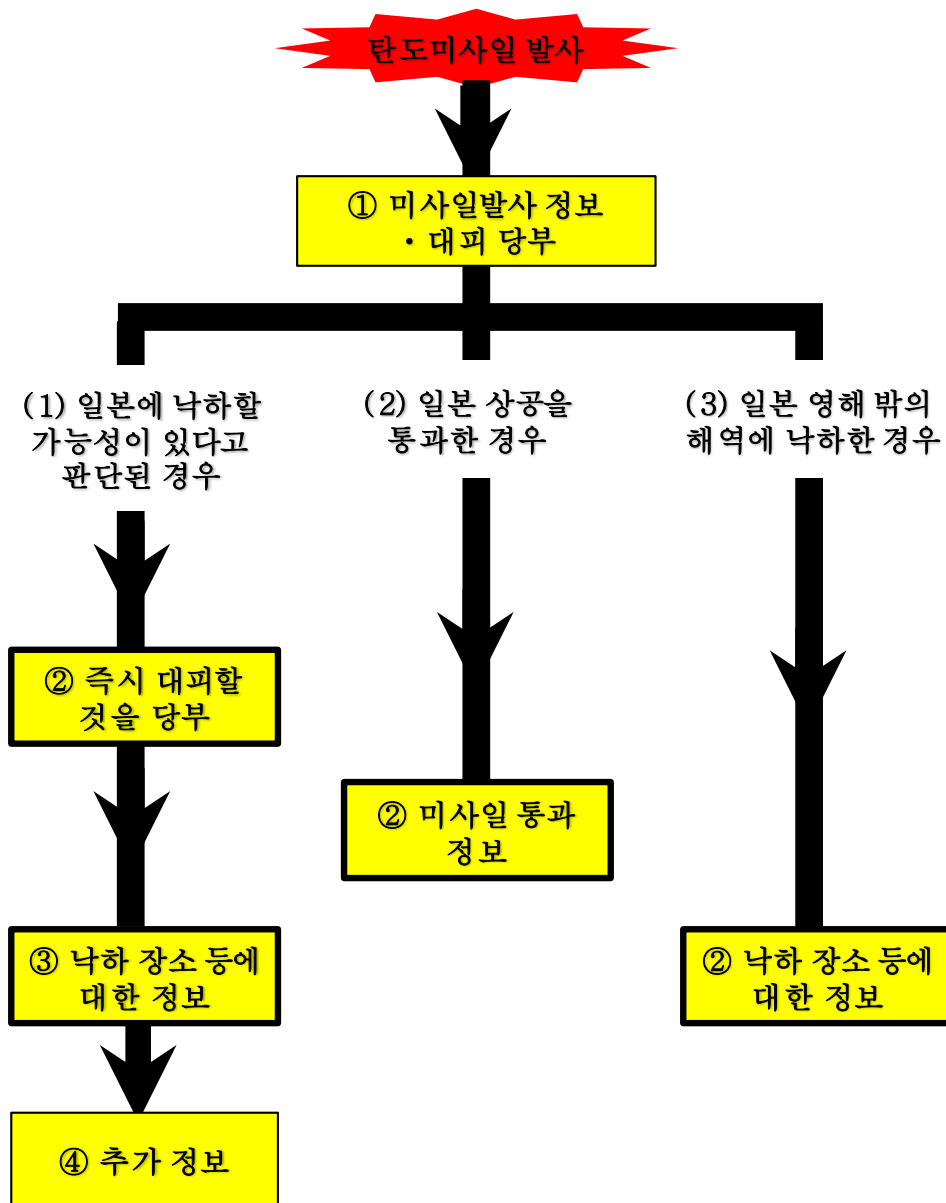 탄도미사일 발사
① 미사일발사 정보
・대피 당부
(1) 일본에 낙하할
가능성이 있다고
판단된 경우
(2) 일본 상공을
통과한 경우
(3) 일본 영해 밖의
해역에 낙하한 경우
② 즉시 대피할
것을 당부
② 미사일 통과
정보
③ 낙하 장소 등에
대한 정보
② 낙하 장소 등에
대한 정보
④ 추가 정보